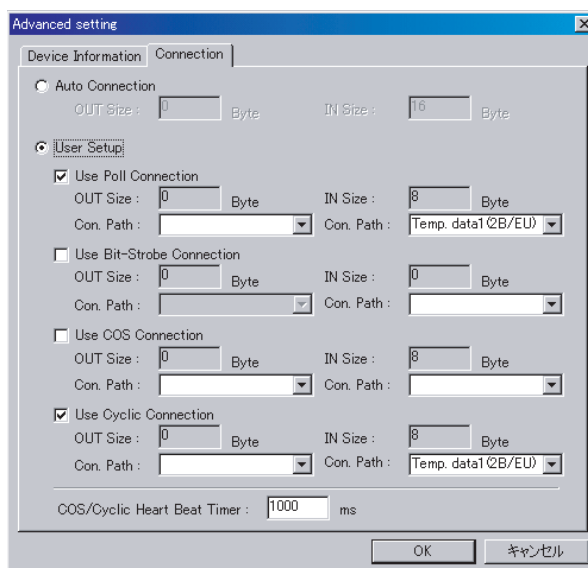 Advanced setting
Device Information Connection
Auto Connection
OUT Size : 0 Byte IN Size : 16 Byte
User Setup
Use Poll Connection
OUT Size : 0 Byte IN Size : 8 Byte
Con. Path : Con. Path : Temp. data1(2B/EU)
Use Bit-Strobe Connection
OUT Size : 0 Byte IN Size : 0 Byte
Con. Path : Con. Path :
Use COS Connection
OUT Size : 0 Byte IN Size : 8 Byte
Con. Path : Con. Path :
Use Cyclic Connection
OUT Size : 0 Byte IN Size : 8 Byte
Con. Path : Con. Path : Temp. data1(2B/EU)
COS/Cyclic Heart Beat Timer : 1000 ms
OK キャンセル